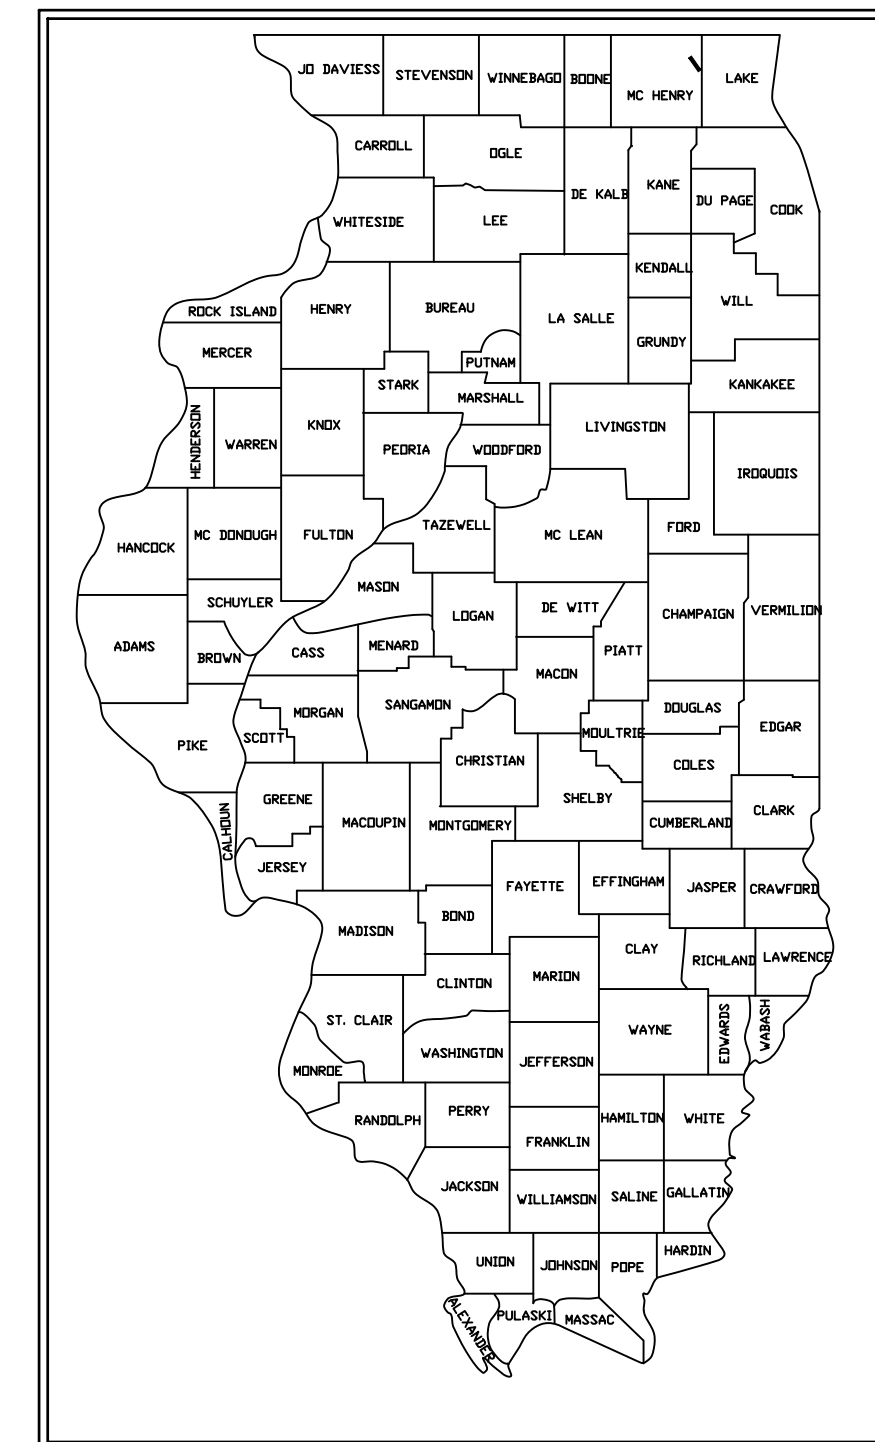 JO DAVIESS
STEVENSON
WINNEBAGO
BOONE
MC HENRY
LAKE
CARROLL
OGLE
DE KALB
KANE
DU PAGE
COOK
WHITESIDE
LEE
KENDALL
ROCK ISLAND
HENRY
BUREAU
LA SALLE
WILL
GRUNDY
MERCER
PUTNAM
STARK
MARSHALL
KANKAKEE
HENDERSON
WARREN
KNOX
PEORIA
WOODFORD
LIVINGSTON
IROQUOIS
HANCOCK
MC DONOUGH
FULTON
TAZEWELL
MC LEAN
FORD
MASON
SCHUYLER
LOGAN
DE WITT
CHAMPAIGN
VERMILION
ADAMS
BROWN
CASS
MENARD
PIATT
MACON
PIKE
SCOTT
MORGAN
SANGAMON
MOULTRIE
DOUGLAS
EDGAR
CHRISTIAN
COLES
CALHOUN
GREENE
MACOUPIN
MONTGOMERY
SHELBY
CUMBERLAND
CLARK
JERSEY
FAYETTE
EFFINGHAM
JASPER
CRAWFORD
MADISON
BOND
CLAY
RICHLAND
LAWRENCE
CLINTON
MARION
ST. CLAIR
WAYNE
EDWARDS
WABASH
MONROE
WASHINGTON
JEFFERSON
RANDOLPH
PERRY
HAMILTON
WHITE
FRANKLIN
JACKSON
WILLIAMSON
SALINE
GALLATIN
UNION
JOHNSON
POPE
HARDIN
ALEXANDER
PULASKI
MASSAC